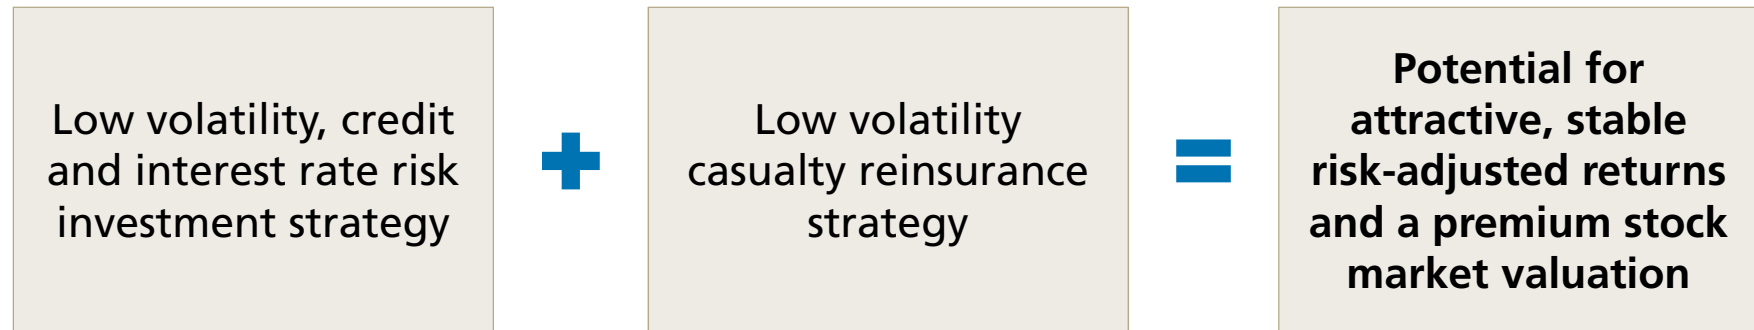 Low volatility, credit
and interest rate risk
investment strategy
+
Low volatility
casualty reinsurance
strategy
=
Potential for
attractive, stable
risk-adjusted returns
and a premium stock
market valuation